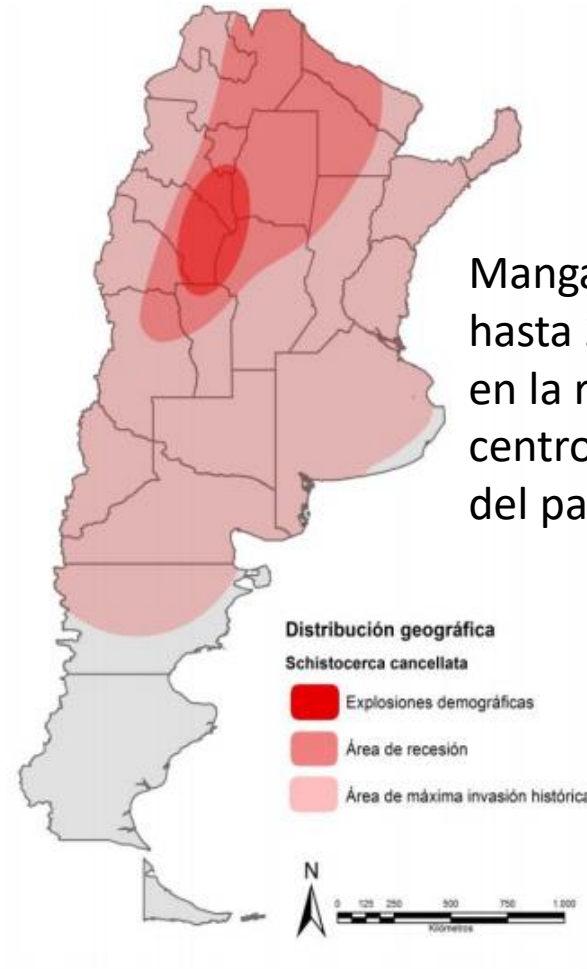 hasta
en la
centro
del
Distribución geográfica
Schistocerca cancellata
Explosiones demográficas
Área de recesión
Área de máxima invasión histórica
N
0 125 250 500 750 1.000
Kilómetros